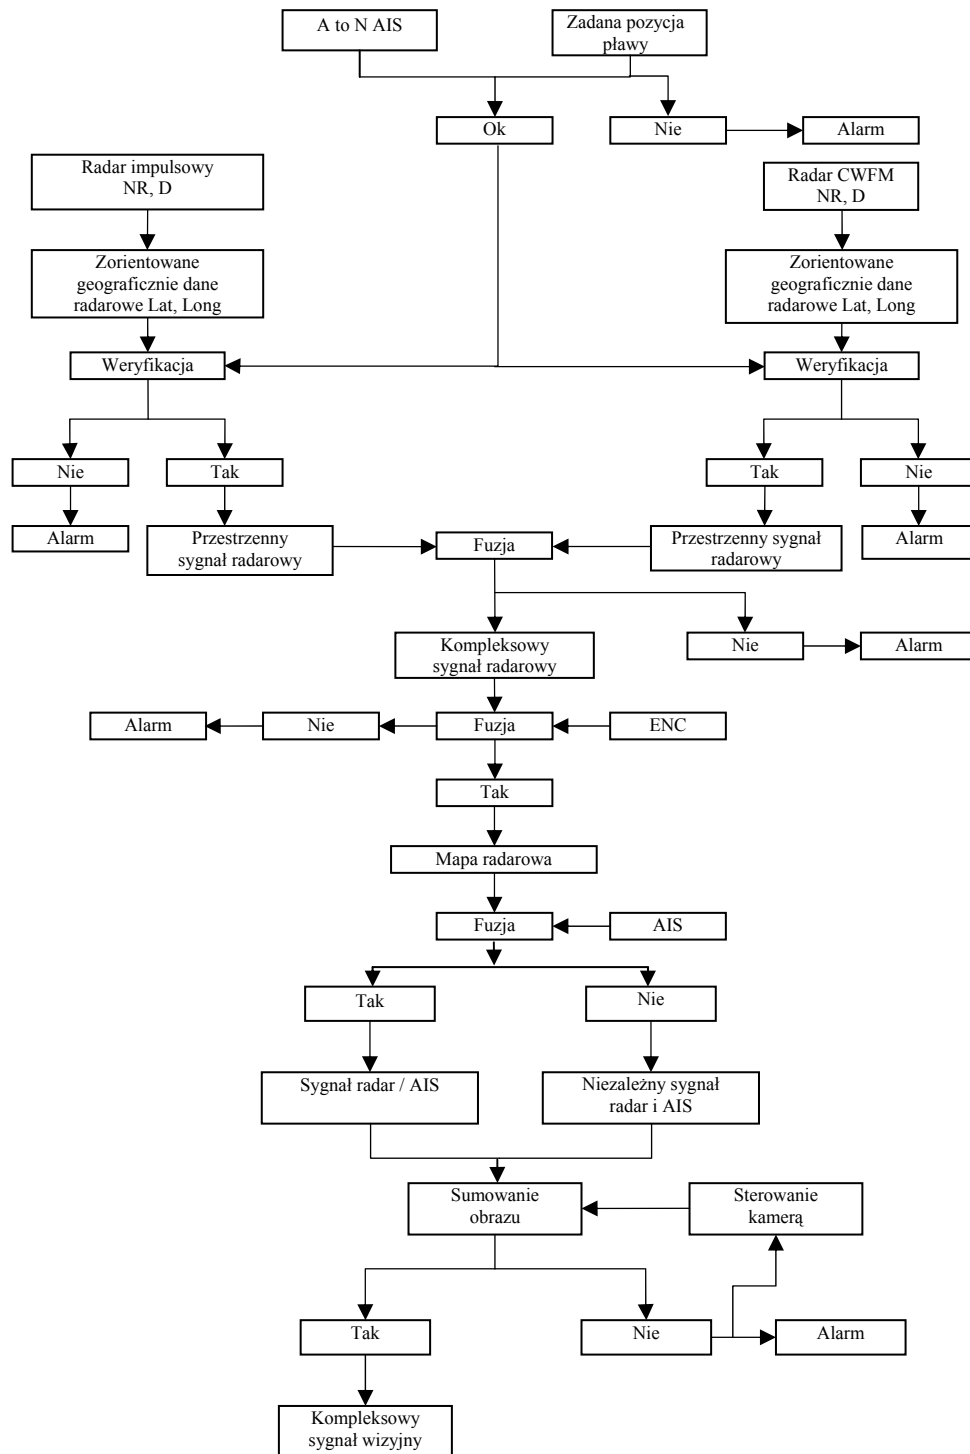 A to N AIS
Zadana pozycja
pławy
Ok
Nie
Alarm
Radar impulsowy
NR, D
Radar CWFM
NR, D
Zorientowane
geograficznie dane
radarowe Lat, Long
Zorientowane
geograficznie dane
radarowe Lat, Long
Weryfikacja
Weryfikacja
Nie
Tak
Tak
Nie
Alarm
Przestrzenny
sygnał radarowy
Fuzja
Przestrzenny sygnał
radarowy
Alarm
Kompleksowy
sygnał radarowy
Nie
Alarm
Alarm
Nie
Fuzja
ENC
Tak
Mapa radarowa
Fuzja
AIS
Tak
Nie
Sygnał radar / AIS
Niezależny sygnał
radar i AIS
Sumowanie
obrazu
Sterowanie
kamerą
Tak
Nie
Alarm
Kompleksowy
sygnał wizyjny